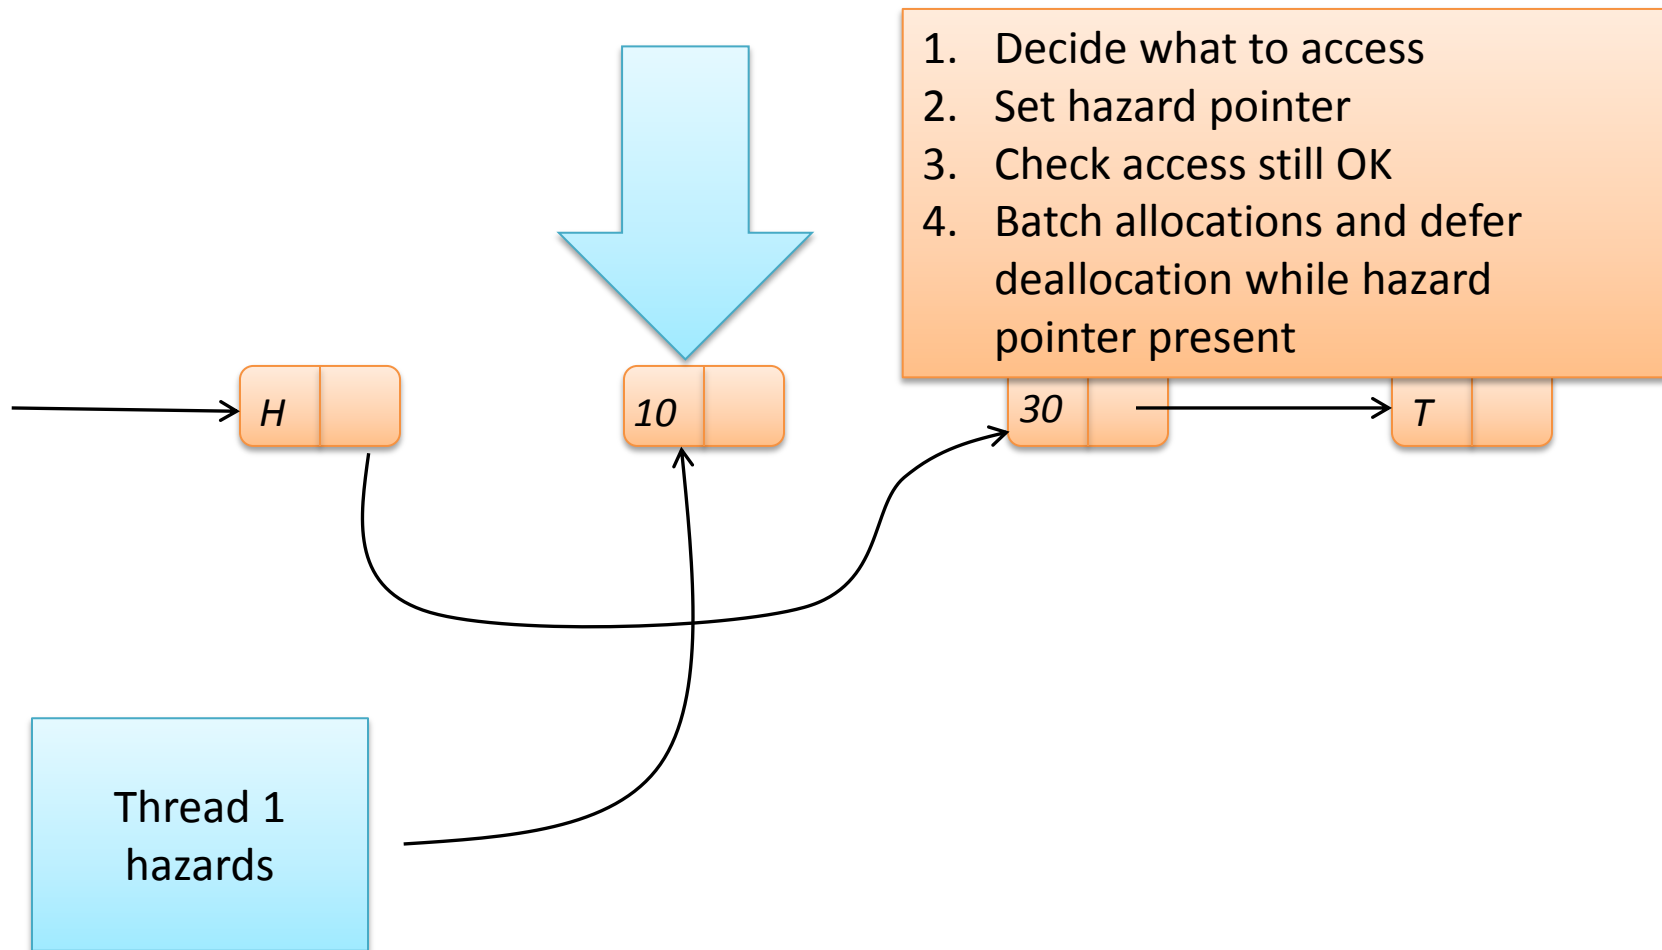 1. Decide what to access
2. Set hazard pointer
3. Check access still OK
4. Batch allocations and defer
deallocation while hazard
pointer present
H
10
30
T
Thread 1
hazards